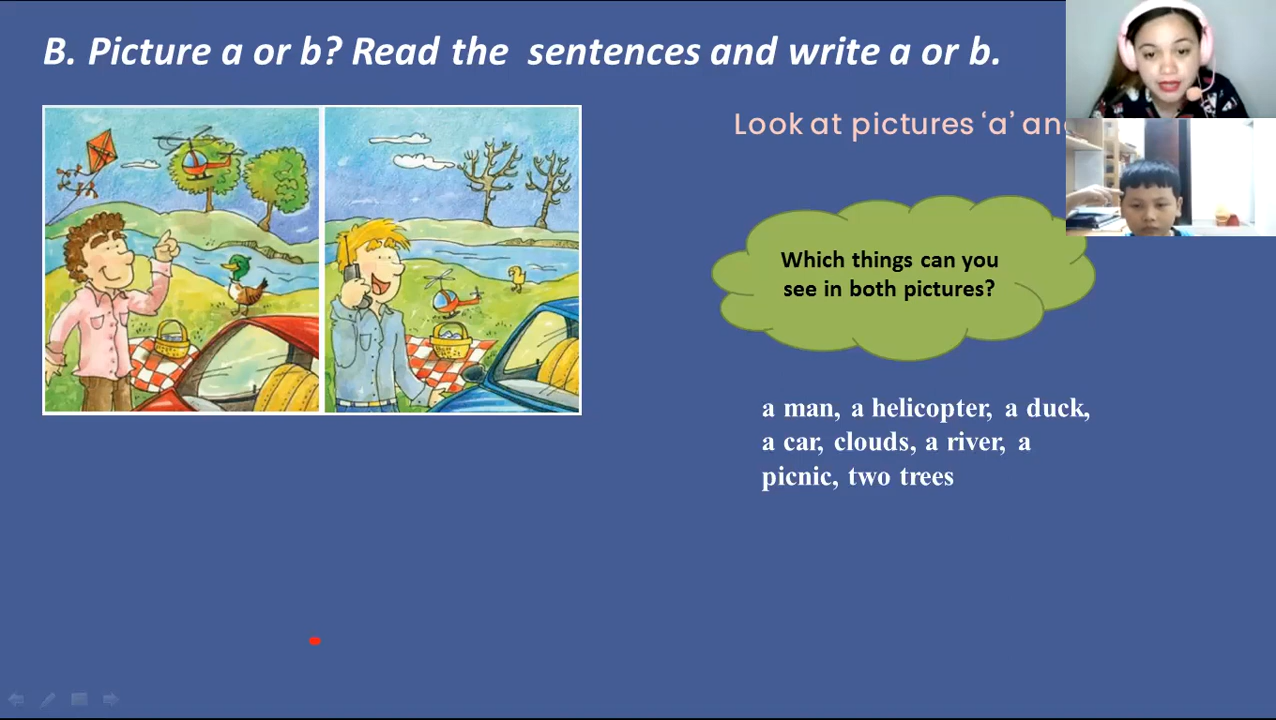 B. Picture a or b? Read the sentences and write a or b.
Look at pictures ‘a’ an
Which things can you
see in both pictures?
a man, a helicopter, a duck,
a car, clouds, a river, a
picnic, two trees